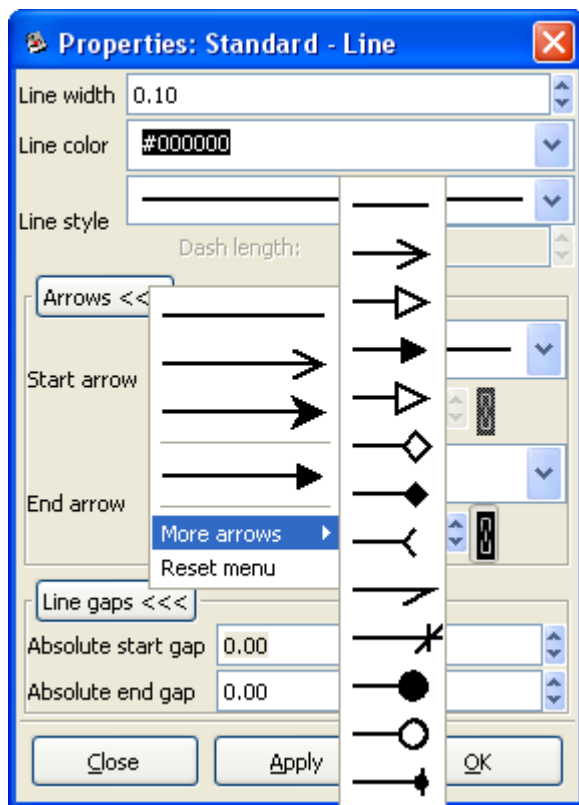 Properties: Standard - Line
Line width 0.10
Line color #000000
Line style
Dash length:
Arrows <<
Start arrow
End arrow
More arrows
Reset menu
Line gaps <<<
Absolute start gap 0.00
Absolute end gap 0.00
Close Apply OK